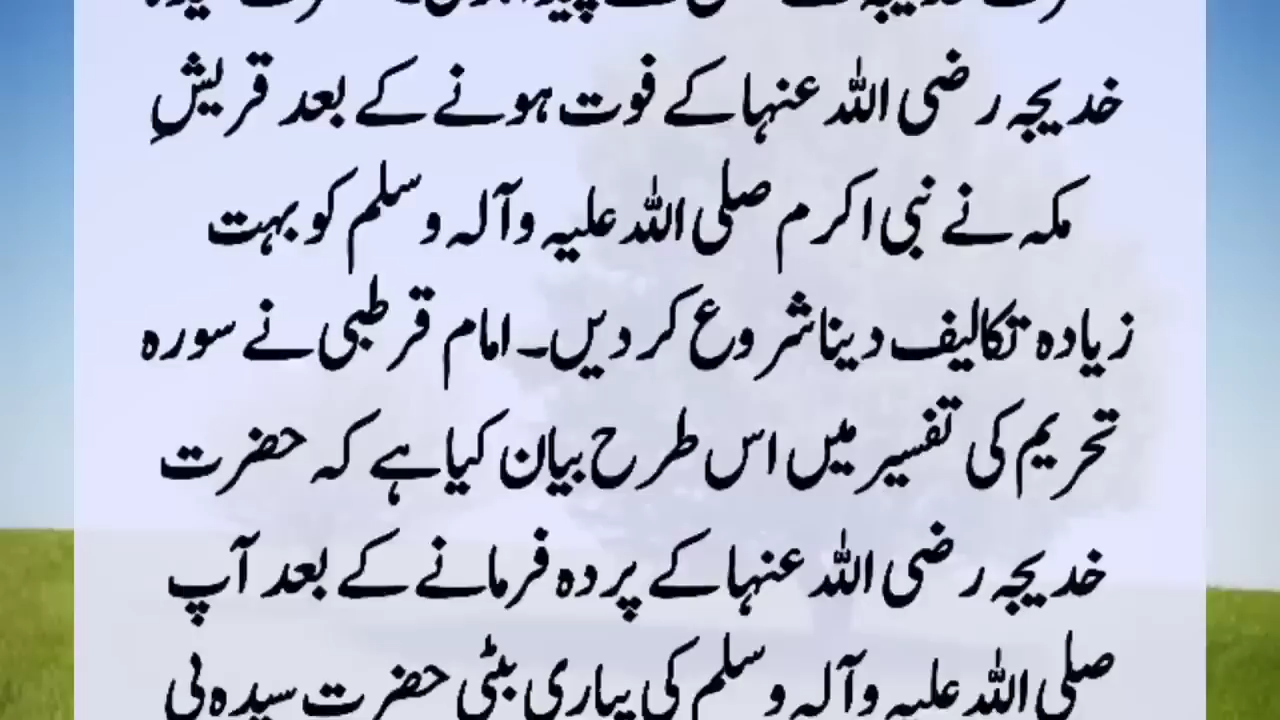 خدیجہ رضی اللہ عنہا کے فوت ہونے کے بعد قریشِ
مکہ نے نبی اکرم صلی اللہ علیہ وآلہ وسلم کو بہت
زیادہ تکالیف دینا شروع کر دیں۔ امام قرطبی نے سورہ
تحریم کی تفسیر میں اس طرح بیان کیا ہے کہ حضرت
خدیجہ رضی اللہ عنہا کے پردہ فرمانے کے بعد آپ
صلی اللہ علیہ وآلہ وسلم کی پیاری بیٹی حضرت سیدہ